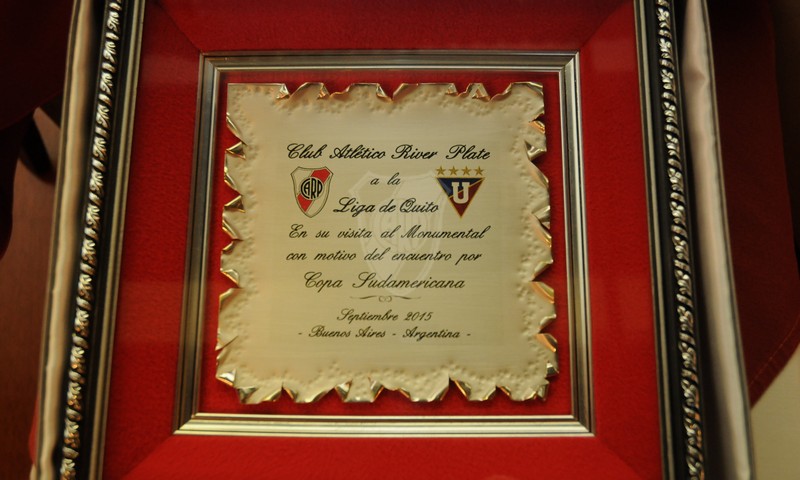 Club Atlético River Plate
a la
CARP
U
Liga de Quito
En su visita al Monumental
con motivo del encuentro por
Copa Sudamericana
Septiembre 2015
- Buenos Aires - Argentina -